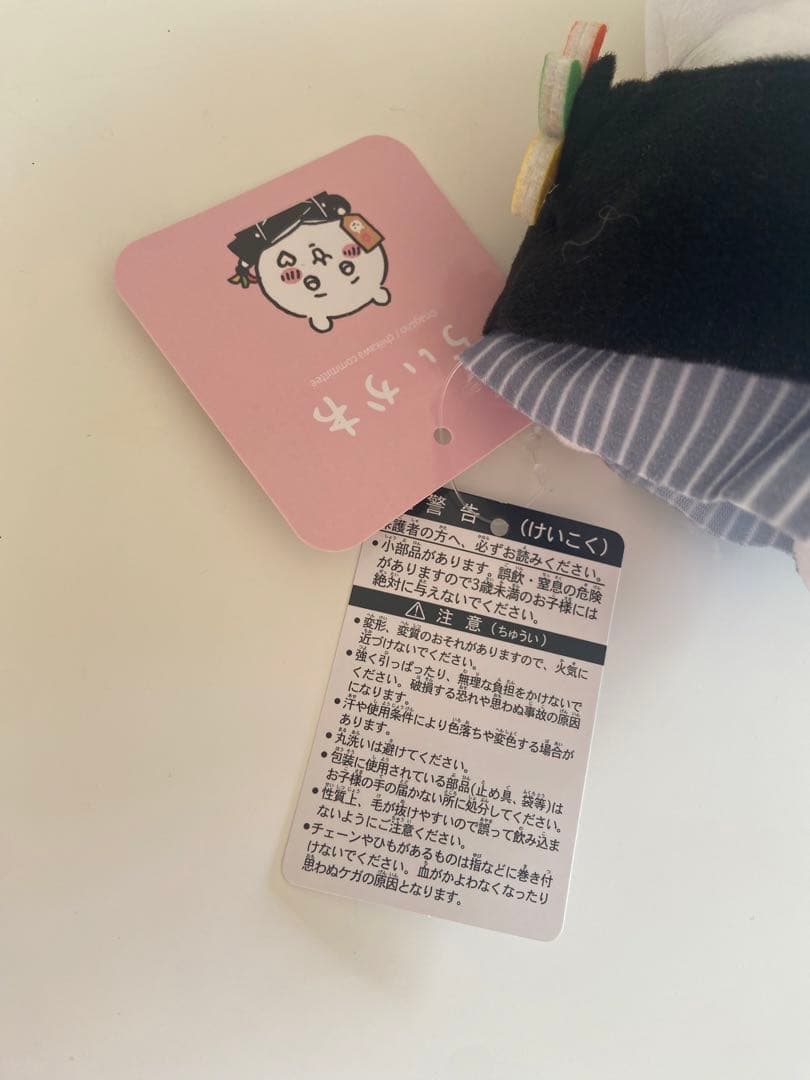 ちいかわ
©nagano / chiikawa committee
警告 (けいこく)
保護者の方へ、必ずお読みください。
•小部品があります。誤飲・窒息の危険
がありますので3歳未満のお子様には
絶対に与えないでください。
⚠ 注意 (ちゅうい)
•変形、変質のおそれがありますので、火気に
近づけないでください。
•強く引っぱったり、無理な負担をかけないで
ください。破損する恐れや思わぬ事故の原因
になります。
•汗や使用条件により色落ちや変色する場合が
あります。
•丸洗いは避けてください。
•包装に使用されている部品(止め具、袋等)は
お子様の手の届かない所に処分してください。
•性質上、毛が抜けやすいので誤って飲み込ま
ないようにご注意ください。
•チェーンやひもがあるものは指などに巻き付
けないでください。血がかよわなくなったり
思わぬケガの原因となります。